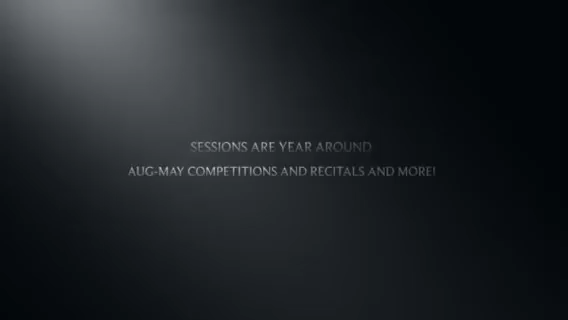 SESSIONS ARE YEAR AROUND
AUG-MAY COMPETITIONS AND RECITALS AND MORE!